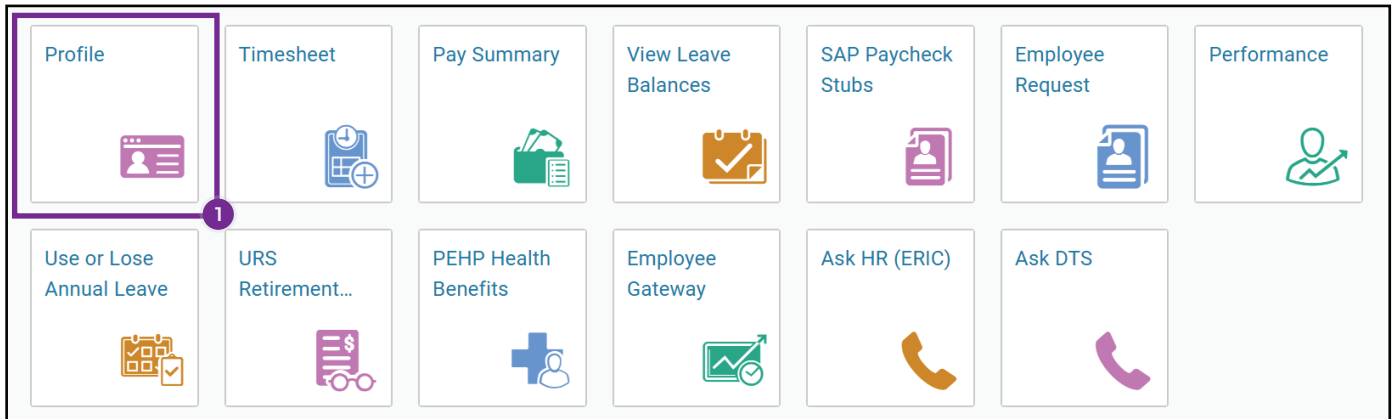 Profile
Timesheet
Pay Summary
View Leave
Balances
SAP Paycheck
Stubs
Employee
Request
Performance
1
Use or Lose
Annual Leave
URS
Retirement...
$
PEHP Health
Benefits
Employee
Gateway
Ask HR (ERIC)
Ask DTS